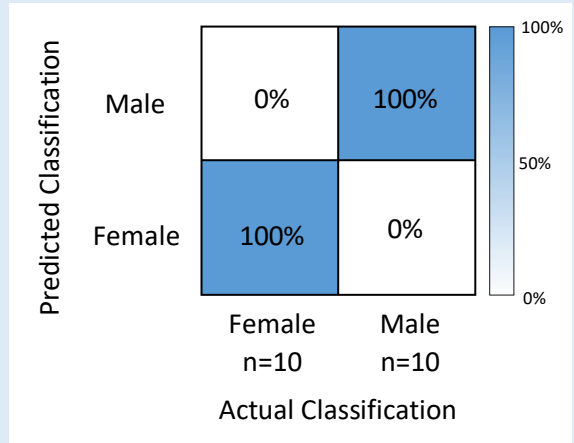 Predicted Classification
Male
Female
0%
100%
100%
0%
Female
n=10
Male
n=10
Actual Classification
100%
50%
0%